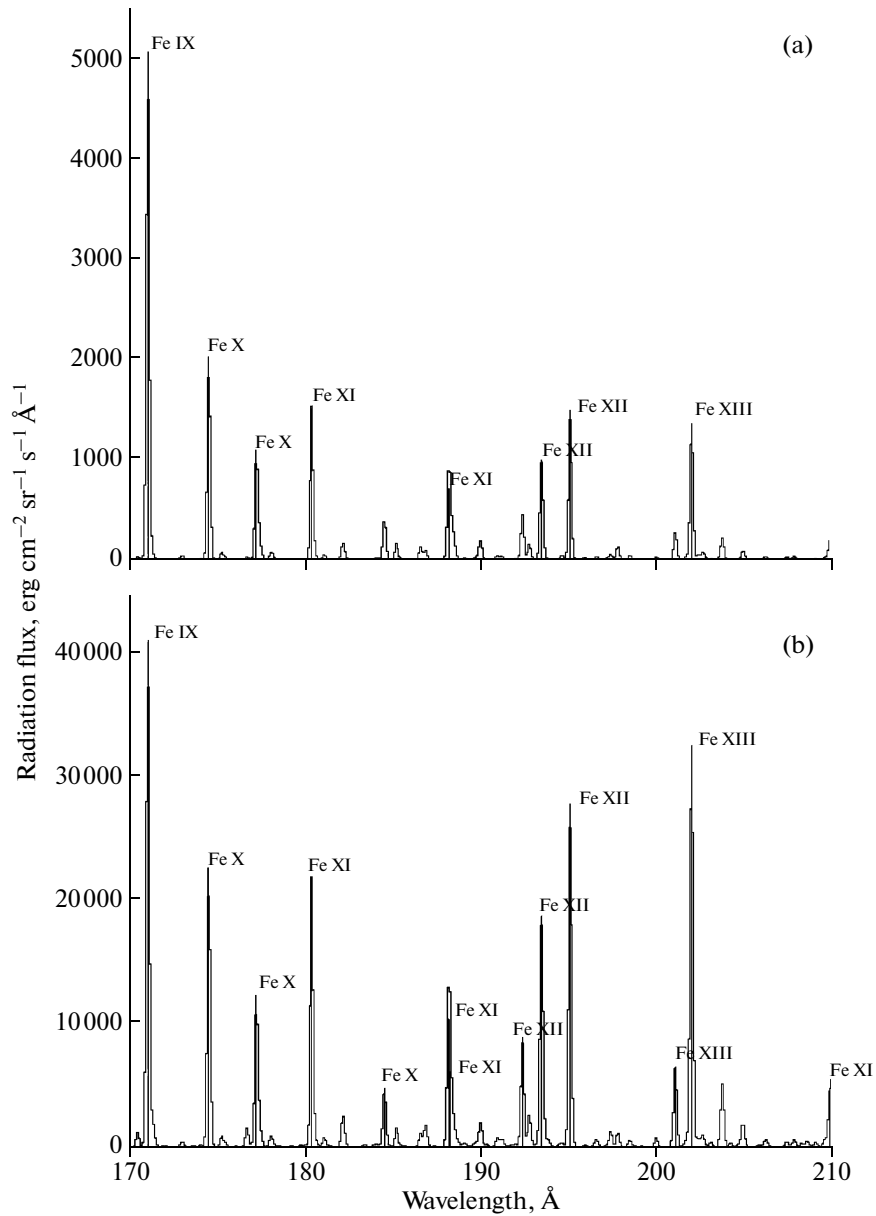 (a)
Fe IX
5000
4000
3000
2000
1000
0
Fe X
Fe X
Fe XI
Fe XI
Fe XII
Fe XII
Fe XIII
Radiation flux, erg cm⁻² sr⁻¹ s⁻¹ Å⁻¹
(b)
Fe IX
40 000
30 000
20 000
10 000
0
Fe X
Fe X
Fe XI
Fe X
Fe XI
Fe XI
Fe XII
Fe XII
Fe XII
Fe XIII
Fe XIII
Fe XI
170
180
190
200
210
Wavelength, Å